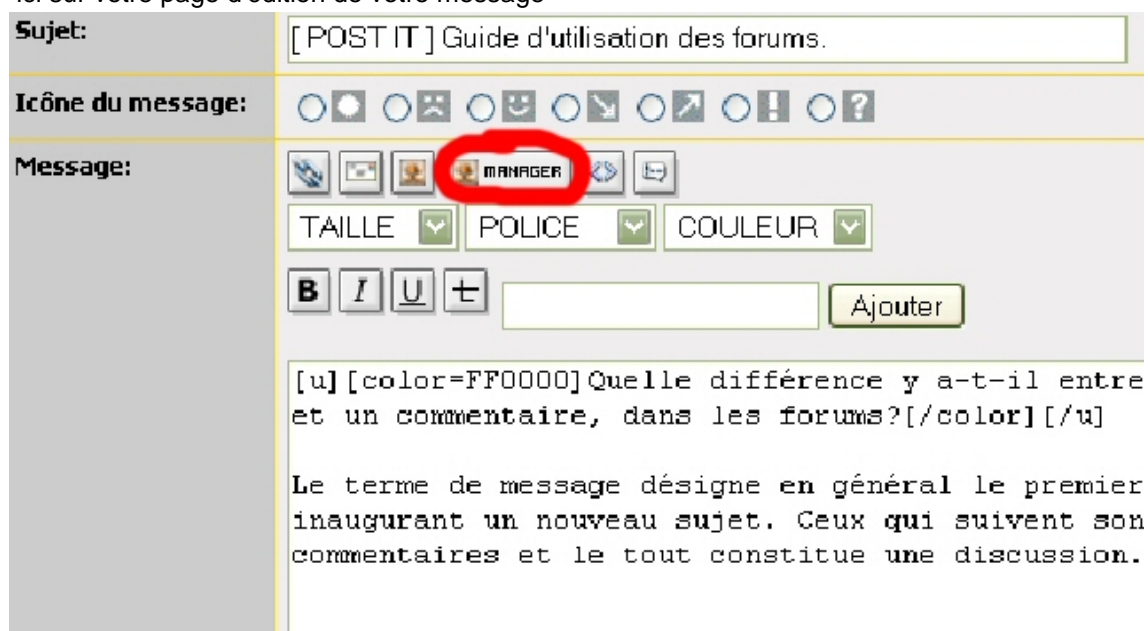 Sujet:
[ POST IT ] Guide d'utilisation des forums.
Icône du message:
Message:
MANAGER
TAILLE POLICE COULEUR
B I U T
Ajouter
[u][color=FF0000]Quelle différence y a-t-il entre
et un commentaire, dans les forums?[/color][/u]
Le terme de message désigne en général le premier
inaugurant un nouveau sujet. Ceux qui suivent son
commentaires et le tout constitue une discussion.